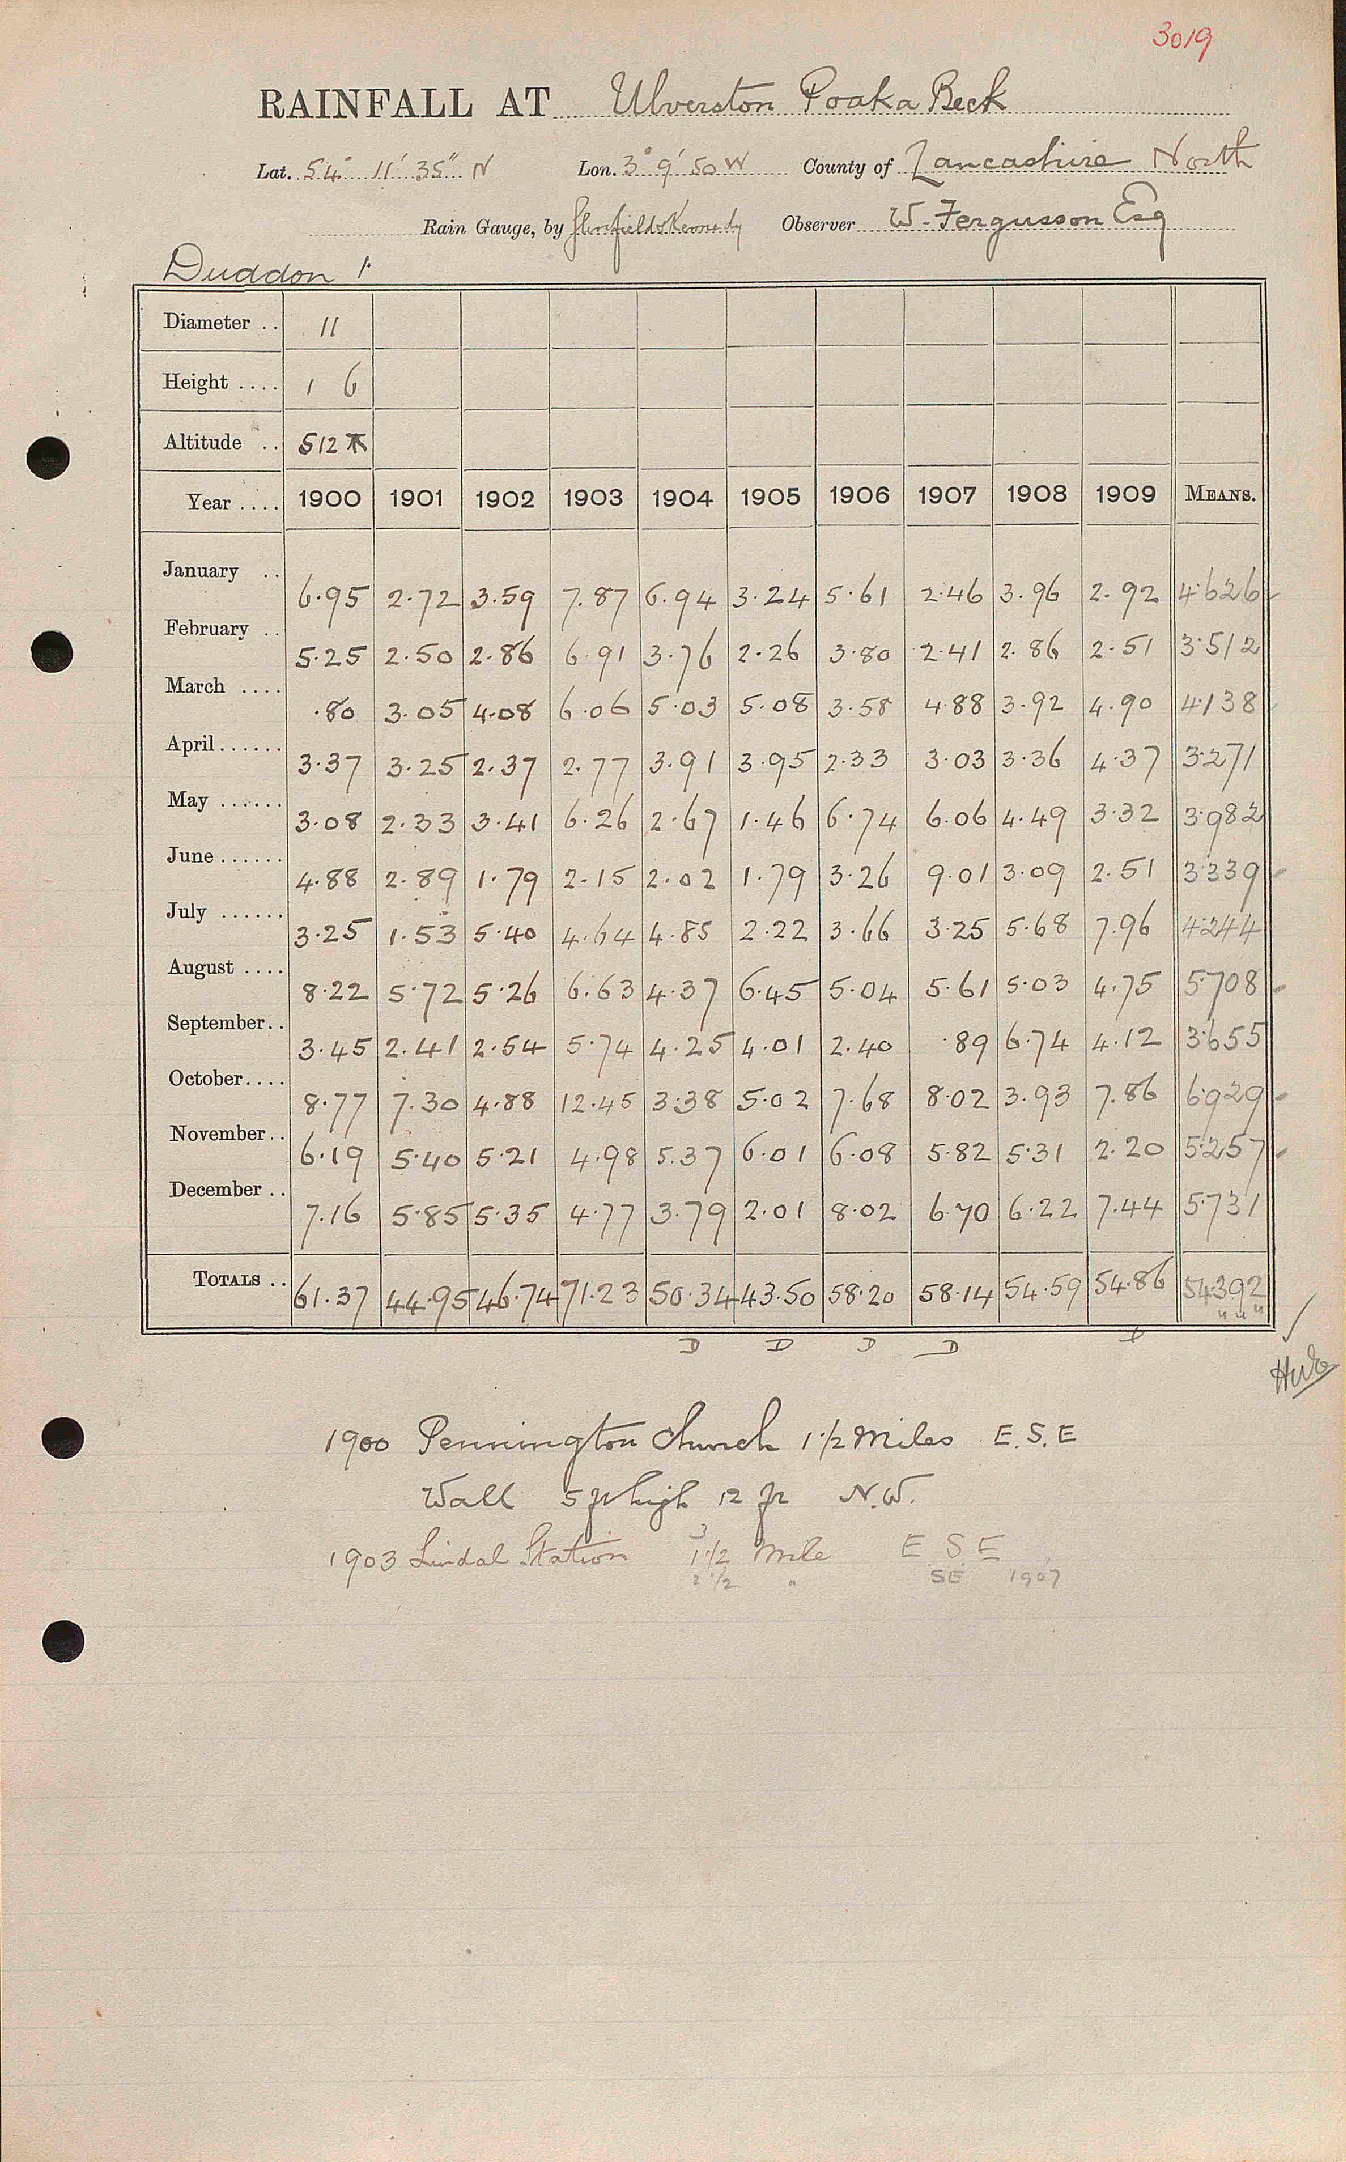 3019
RAINFALL AT Ulverston Poaka Beck
Lat. 54° 11' 35" N Lon. 3° 9' 50 W County of Lancashire North
Rain Gauge, by Glenfield & Kennedy Observer W. Fergusson Esq
Duddon 1.
Diameter .. 11
Height .... 1 6
Altitude .. 512
Year .... 1900 1901 1902 1903 1904 1905 1906 1907 1908 1909 MEANS.
January .. 6.95 2.72 3.59 7.87 6.94 3.24 5.61 2.46 3.96 2.92 4.626
February .. 5.25 2.50 2.86 6.91 3.76 2.26 3.80 2.41 2.86 2.51 3.512
March .... .80 3.05 4.08 6.06 5.03 5.08 3.58 4.88 3.92 4.90 4.138
April ...... 3.37 3.25 2.37 2.77 3.91 3.95 2.33 3.03 3.36 4.37 3.271
May ...... 3.08 2.33 3.41 6.26 2.67 1.46 6.74 6.06 4.49 3.32 3.982
June ...... 4.88 2.89 1.79 2.15 2.02 1.79 3.26 9.01 3.09 2.51 3.339
July ...... 3.25 1.53 5.40 4.64 4.85 2.22 3.66 3.25 5.68 7.96 4.244
August .... 8.22 5.72 5.26 6.63 4.37 6.45 5.04 5.61 5.03 4.75 5.708
September.. 3.45 2.41 2.54 5.74 4.25 4.01 2.40 .89 6.74 4.12 3.655
October.... 8.77 7.30 4.88 12.45 3.38 5.02 7.68 8.02 3.93 7.86 6.929
November.. 6.19 5.40 5.21 4.98 5.37 6.01 6.08 5.82 5.31 2.20 5.257
December .. 7.16 5.85 5.35 4.77 3.79 2.01 8.02 6.70 6.22 7.44 5.731
TOTALS .. 61.37 44.95 46.74 71.23 50.34 43.50 58.20 58.14 54.59 54.86 54.392
D D D D D
1900 Pennington Church 1 1/2 Miles E.S.E
Wall 5 ft high 12 ft N.W.
1903 Lindal Station 1 1/2 mile E S E
2 1/2 " SE 1907